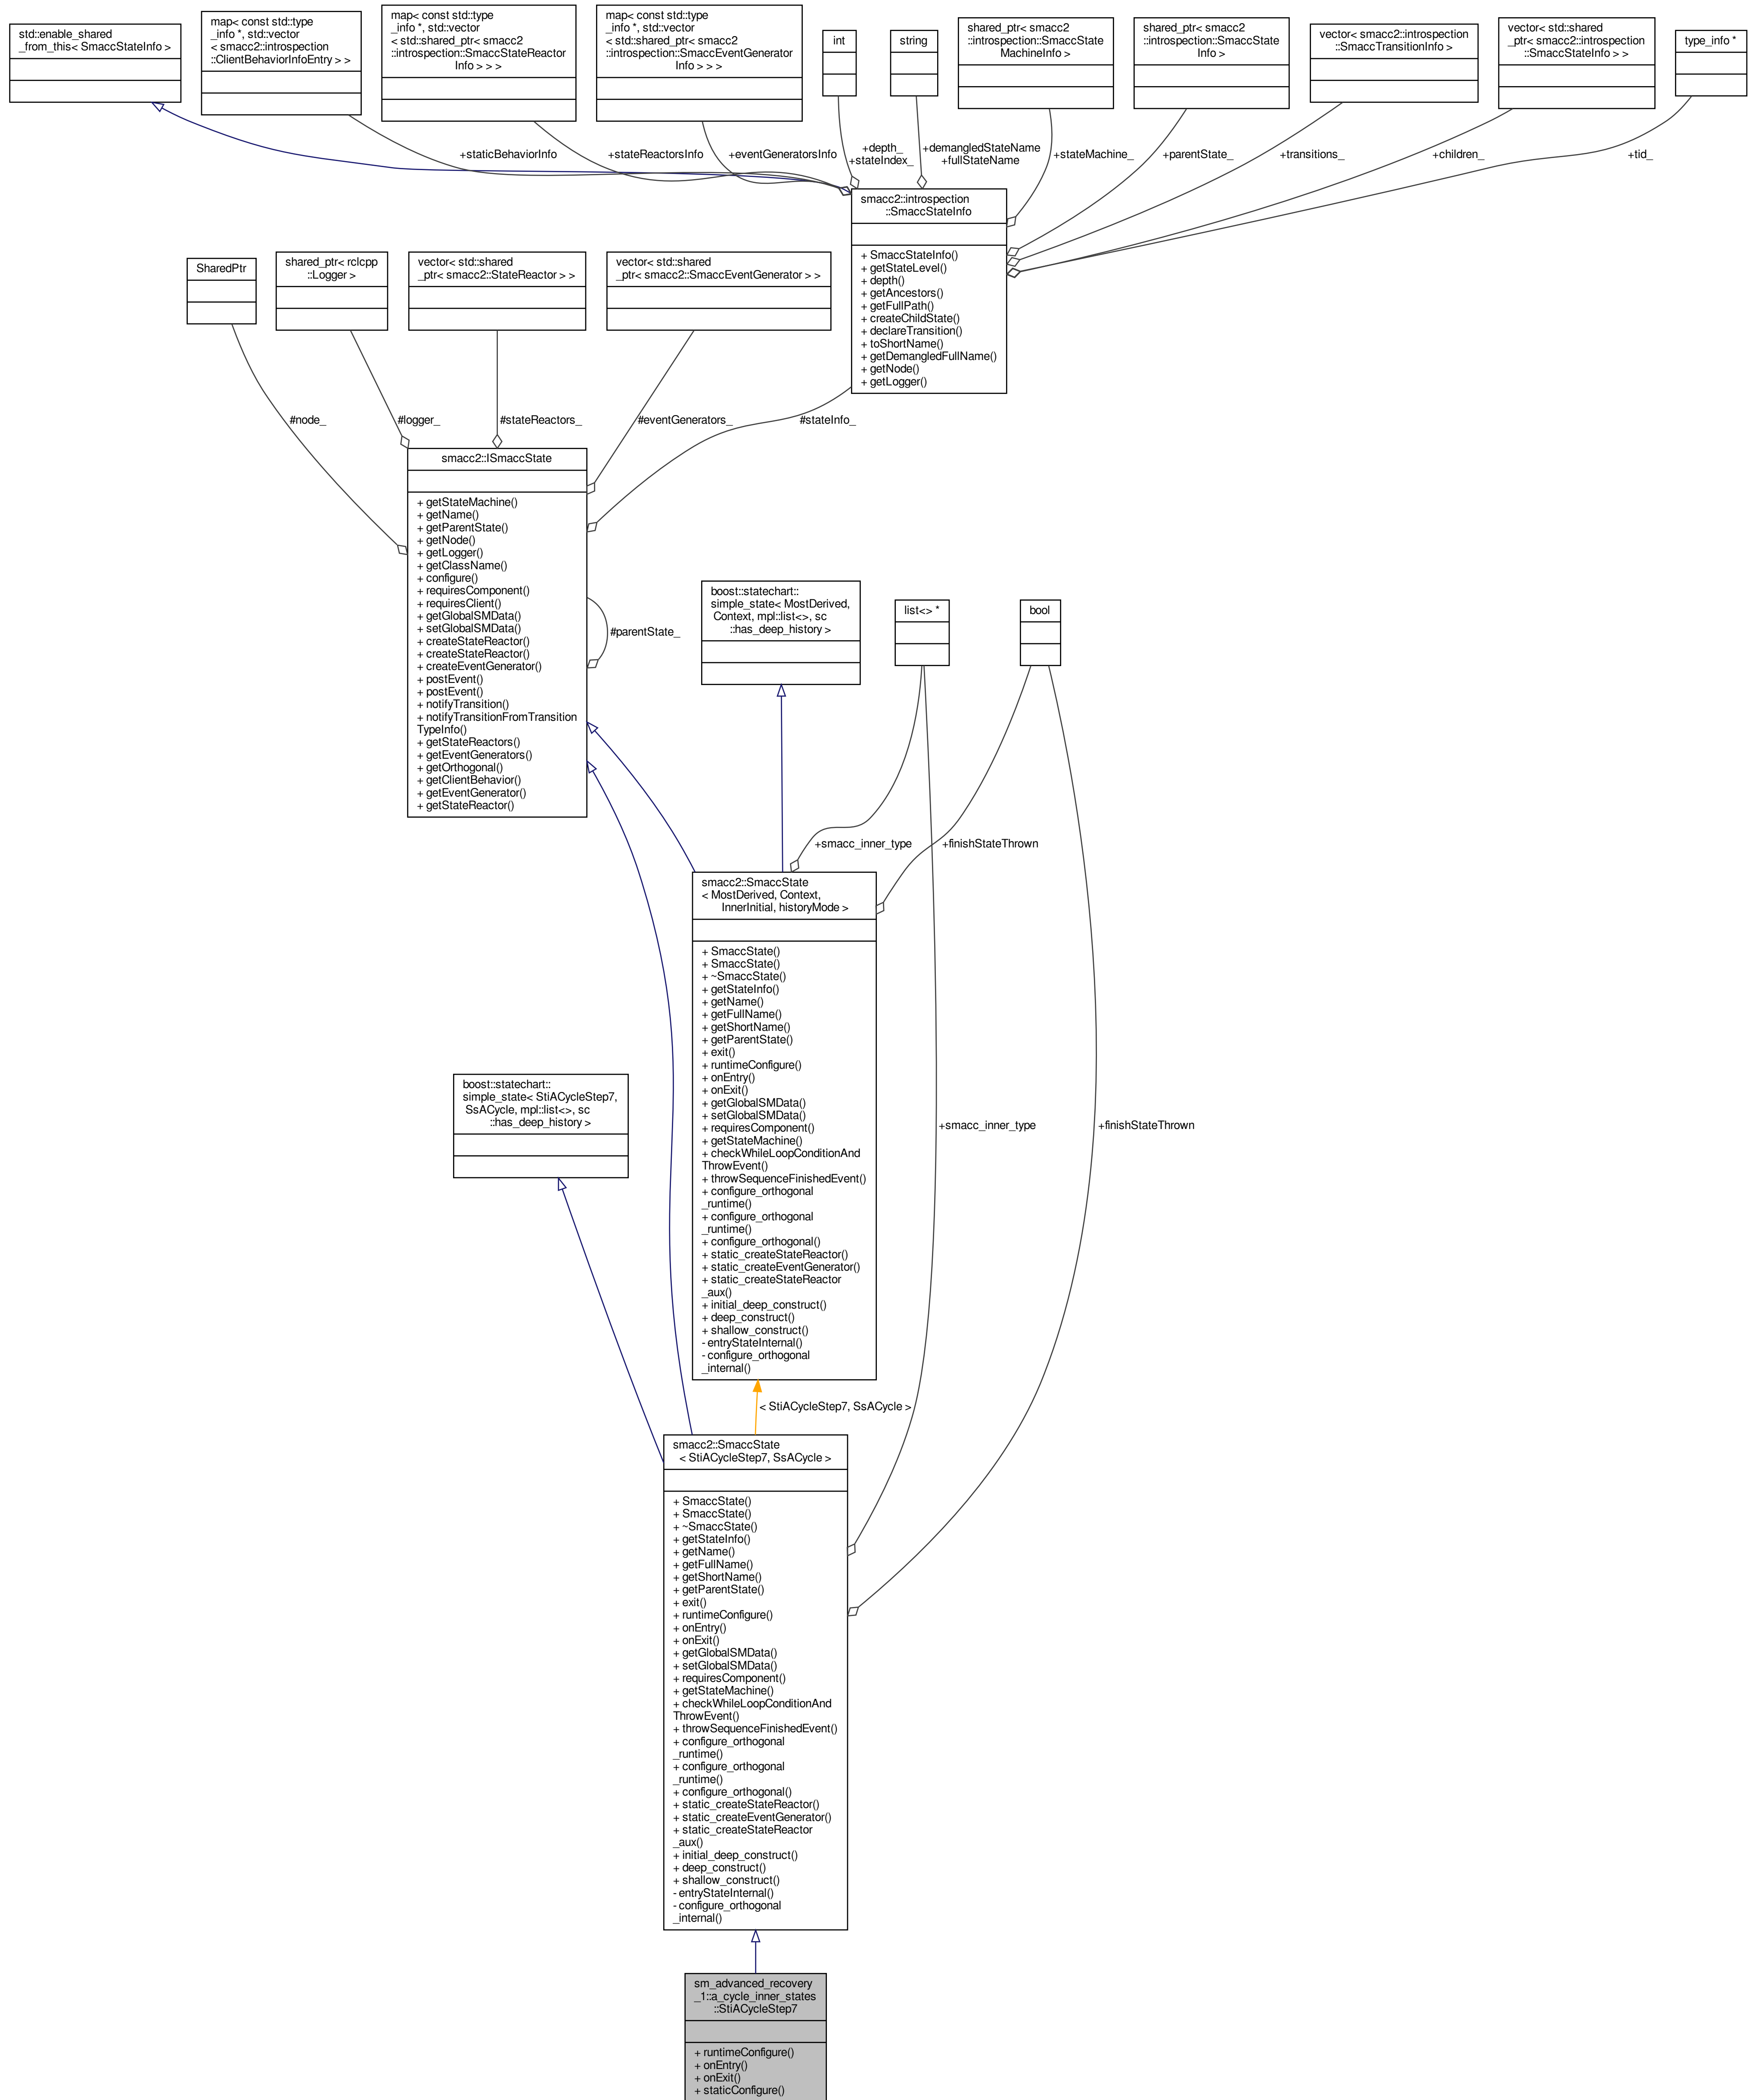 std::enable_shared
_from_this< SmaccStateInfo >
map< const std::type
_info *, std::vector
< smacc2::introspection
::ClientBehaviorInfoEntry > >
map< const std::type
_info *, std::vector
< std::shared_ptr< smacc2
::introspection::SmaccStateReactor
Info > > >
map< const std::type
_info *, std::vector
< std::shared_ptr< smacc2
::introspection::SmaccEventGenerator
Info > > >
int
string
shared_ptr< smacc2
::introspection::SmaccState
MachineInfo >
shared_ptr< smacc2
::introspection::SmaccState
Info >
vector< smacc2::introspection
::SmaccTransitionInfo >
vector< std::shared
_ptr< smacc2::introspection
::SmaccStateInfo > >
type_info *
+staticBehaviorInfo
+stateReactorsInfo
+eventGeneratorsInfo
+depth_
+stateIndex_
+demangledStateName
+fullStateName
+stateMachine_
+parentState_
+transitions_
+children_
+tid_
smacc2::introspection
::SmaccStateInfo
+ SmaccStateInfo()
+ getStateLevel()
+ depth()
+ getAncestors()
+ getFullPath()
+ createChildState()
+ declareTransition()
+ toShortName()
+ getDemangledFullName()
+ getNode()
+ getLogger()
SharedPtr
shared_ptr< rclcpp
::Logger >
vector< std::shared
_ptr< smacc2::StateReactor > >
vector< std::shared
_ptr< smacc2::SmaccEventGenerator > >
#node_
#logger_
#stateReactors_
#eventGenerators_
#stateInfo_
smacc2::ISmaccState
+ getStateMachine()
+ getName()
+ getParentState()
+ getNode()
+ getLogger()
+ getClassName()
+ configure()
+ requiresComponent()
+ requiresClient()
+ getGlobalSMData()
+ setGlobalSMData()
+ createStateReactor()
+ createStateReactor()
+ createEventGenerator()
+ postEvent()
+ postEvent()
+ notifyTransition()
+ notifyTransitionFromTransition
TypeInfo()
+ getStateReactors()
+ getEventGenerators()
+ getOrthogonal()
+ getClientBehavior()
+ getEventGenerator()
+ getStateReactor()
#parentState_
boost::statechart::
simple_state< MostDerived,
Context, mpl::list<>, sc
::has_deep_history >
list<> *
bool
+smacc_inner_type
+finishStateThrown
smacc2::SmaccState
< MostDerived, Context,
InnerInitial, historyMode >
+ SmaccState()
+ SmaccState()
+ ~SmaccState()
+ getStateInfo()
+ getName()
+ getFullName()
+ getShortName()
+ getParentState()
+ exit()
+ runtimeConfigure()
+ onEntry()
+ onExit()
+ getGlobalSMData()
+ setGlobalSMData()
+ requiresComponent()
+ getStateMachine()
+ checkWhileLoopConditionAnd
ThrowEvent()
+ throwSequenceFinishedEvent()
+ configure_orthogonal
_runtime()
+ configure_orthogonal
_runtime()
+ configure_orthogonal()
+ static_createStateReactor()
+ static_createEventGenerator()
+ static_createStateReactor
_aux()
+ initial_deep_construct()
+ deep_construct()
+ shallow_construct()
- entryStateInternal()
- configure_orthogonal
_internal()
boost::statechart::
simple_state< StiACycleStep7,
SsACycle, mpl::list<>, sc
::has_deep_history >
+smacc_inner_type
+finishStateThrown
< StiACycleStep7, SsACycle >
smacc2::SmaccState
< StiACycleStep7, SsACycle >
+ SmaccState()
+ SmaccState()
+ ~SmaccState()
+ getStateInfo()
+ getName()
+ getFullName()
+ getShortName()
+ getParentState()
+ exit()
+ runtimeConfigure()
+ onEntry()
+ onExit()
+ getGlobalSMData()
+ setGlobalSMData()
+ requiresComponent()
+ getStateMachine()
+ checkWhileLoopConditionAnd
ThrowEvent()
+ throwSequenceFinishedEvent()
+ configure_orthogonal
_runtime()
+ configure_orthogonal
_runtime()
+ configure_orthogonal()
+ static_createStateReactor()
+ static_createEventGenerator()
+ static_createStateReactor
_aux()
+ initial_deep_construct()
+ deep_construct()
+ shallow_construct()
- entryStateInternal()
- configure_orthogonal
_internal()
sm_advanced_recovery
_1::a_cycle_inner_states
::StiACycleStep7
+ runtimeConfigure()
+ onEntry()
+ onExit()
+ staticConfigure()